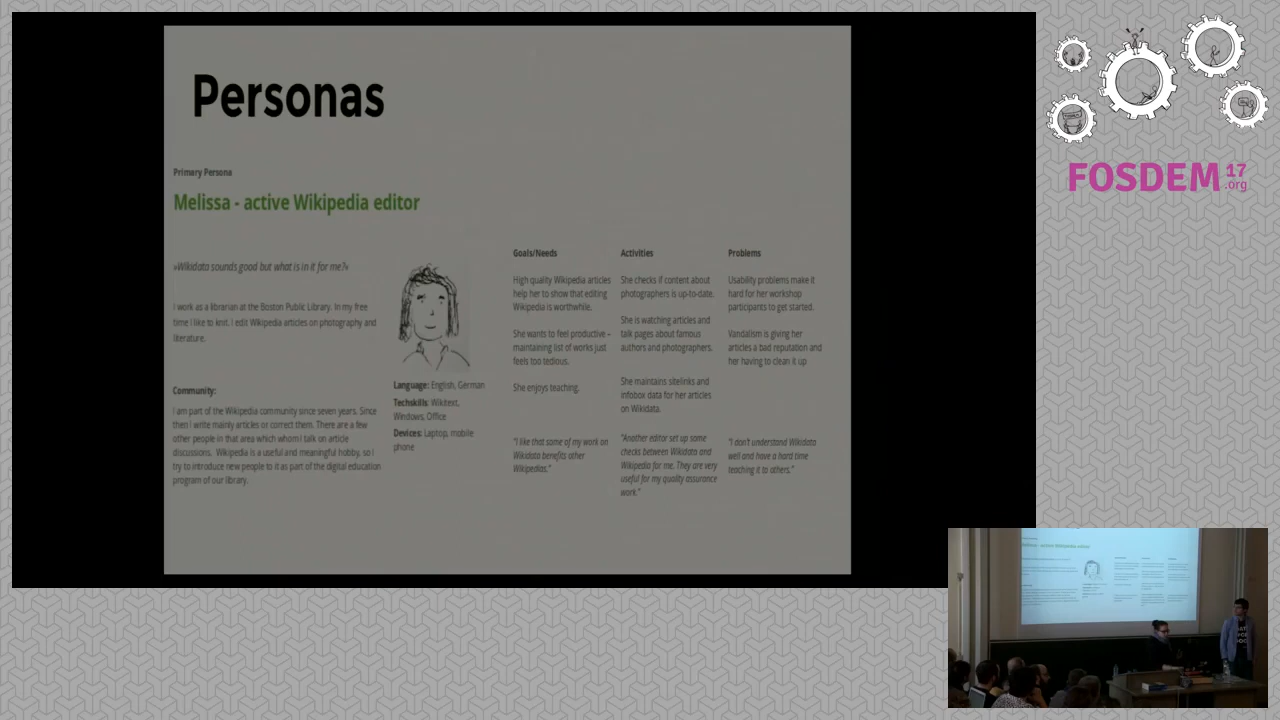 Personas
Primary Persona
Melissa - active Wikipedia editor
»Wikidata sounds good but what is in it for me?«
I work as a librarian at the Boston Public Library. In my free
time I like to knit. I edit Wikipedia articles on photography and
literature.
Community:
I am part of the Wikipedia community since seven years. Since
then I write mainly articles or correct them. There are a few
other people in that area which whom I talk on article
discussions. Wikipedia is a useful and meaningful hobby, so I
try to introduce new people to it as part of the digital education
program of our library.
Language: English, German
Techskills: Wikitext,
Windows, Office
Devices: Laptop, mobile
phone
Goals/Needs
High quality Wikipedia articles
help her to show that editing
Wikipedia is worthwhile.
She wants to feel productive –
maintaining list of works just
feels too tedious.
She enjoys teaching.
"I like that some of my work on
Wikidata benefits other
Wikipedias."
Activities
She checks if content about
photographers is up-to-date.
She is watching articles and
talk pages about famous
authors and photographers.
She maintains sitelinks and
infobox data for her articles
on Wikidata.
"Another editor set up some
checks between Wikidata and
Wikipedia for me. They are very
useful for my quality assurance
work."
Problems
Usability problems make it
hard for her workshop
participants to get started.
Vandalism is giving her
articles a bad reputation and
her having to clean it up
"I don't understand Wikidata
well and have a hard time
teaching it to others."
FOSDEM 17
.org
Melissa - active Wikipedia editor